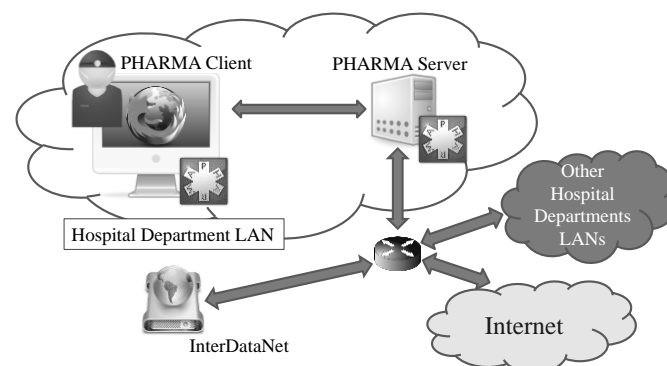 PHARMA Client
PHARMA Server
Hospital Department LAN
Other
Hospital
Departments
LANs
Internet
InterDataNet